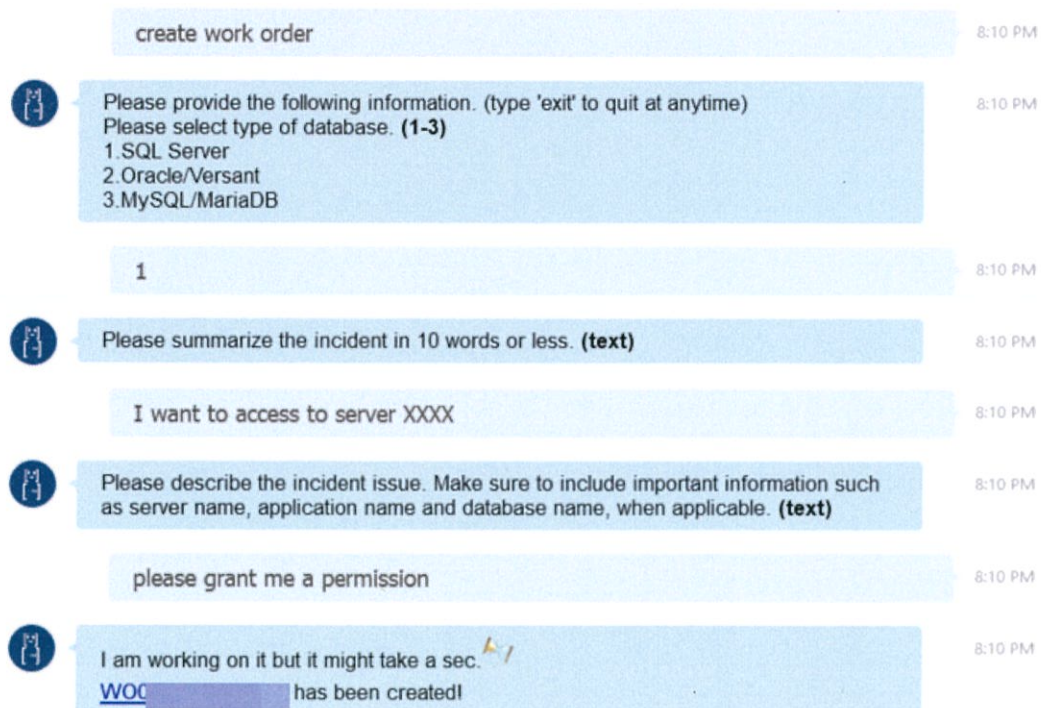 create work order
8:10 PM
Please provide the following information. (type 'exit' to quit at anytime)
8:10 PM
Please select type of database. (1-3)
1.SQL Server
2.Oracle/Versant
3.MySQL/MariaDB
1
8:10 PM
Please summarize the incident in 10 words or less. (text)
8:10 PM
I want to access to server XXXX
8:10 PM
Please describe the incident issue. Make sure to include important information such
8:10 PM
as server name, application name and database name, when applicable. (text)
please grant me a permission
8:10 PM
I am working on it but it might take a sec.
8:10 PM
has been created!